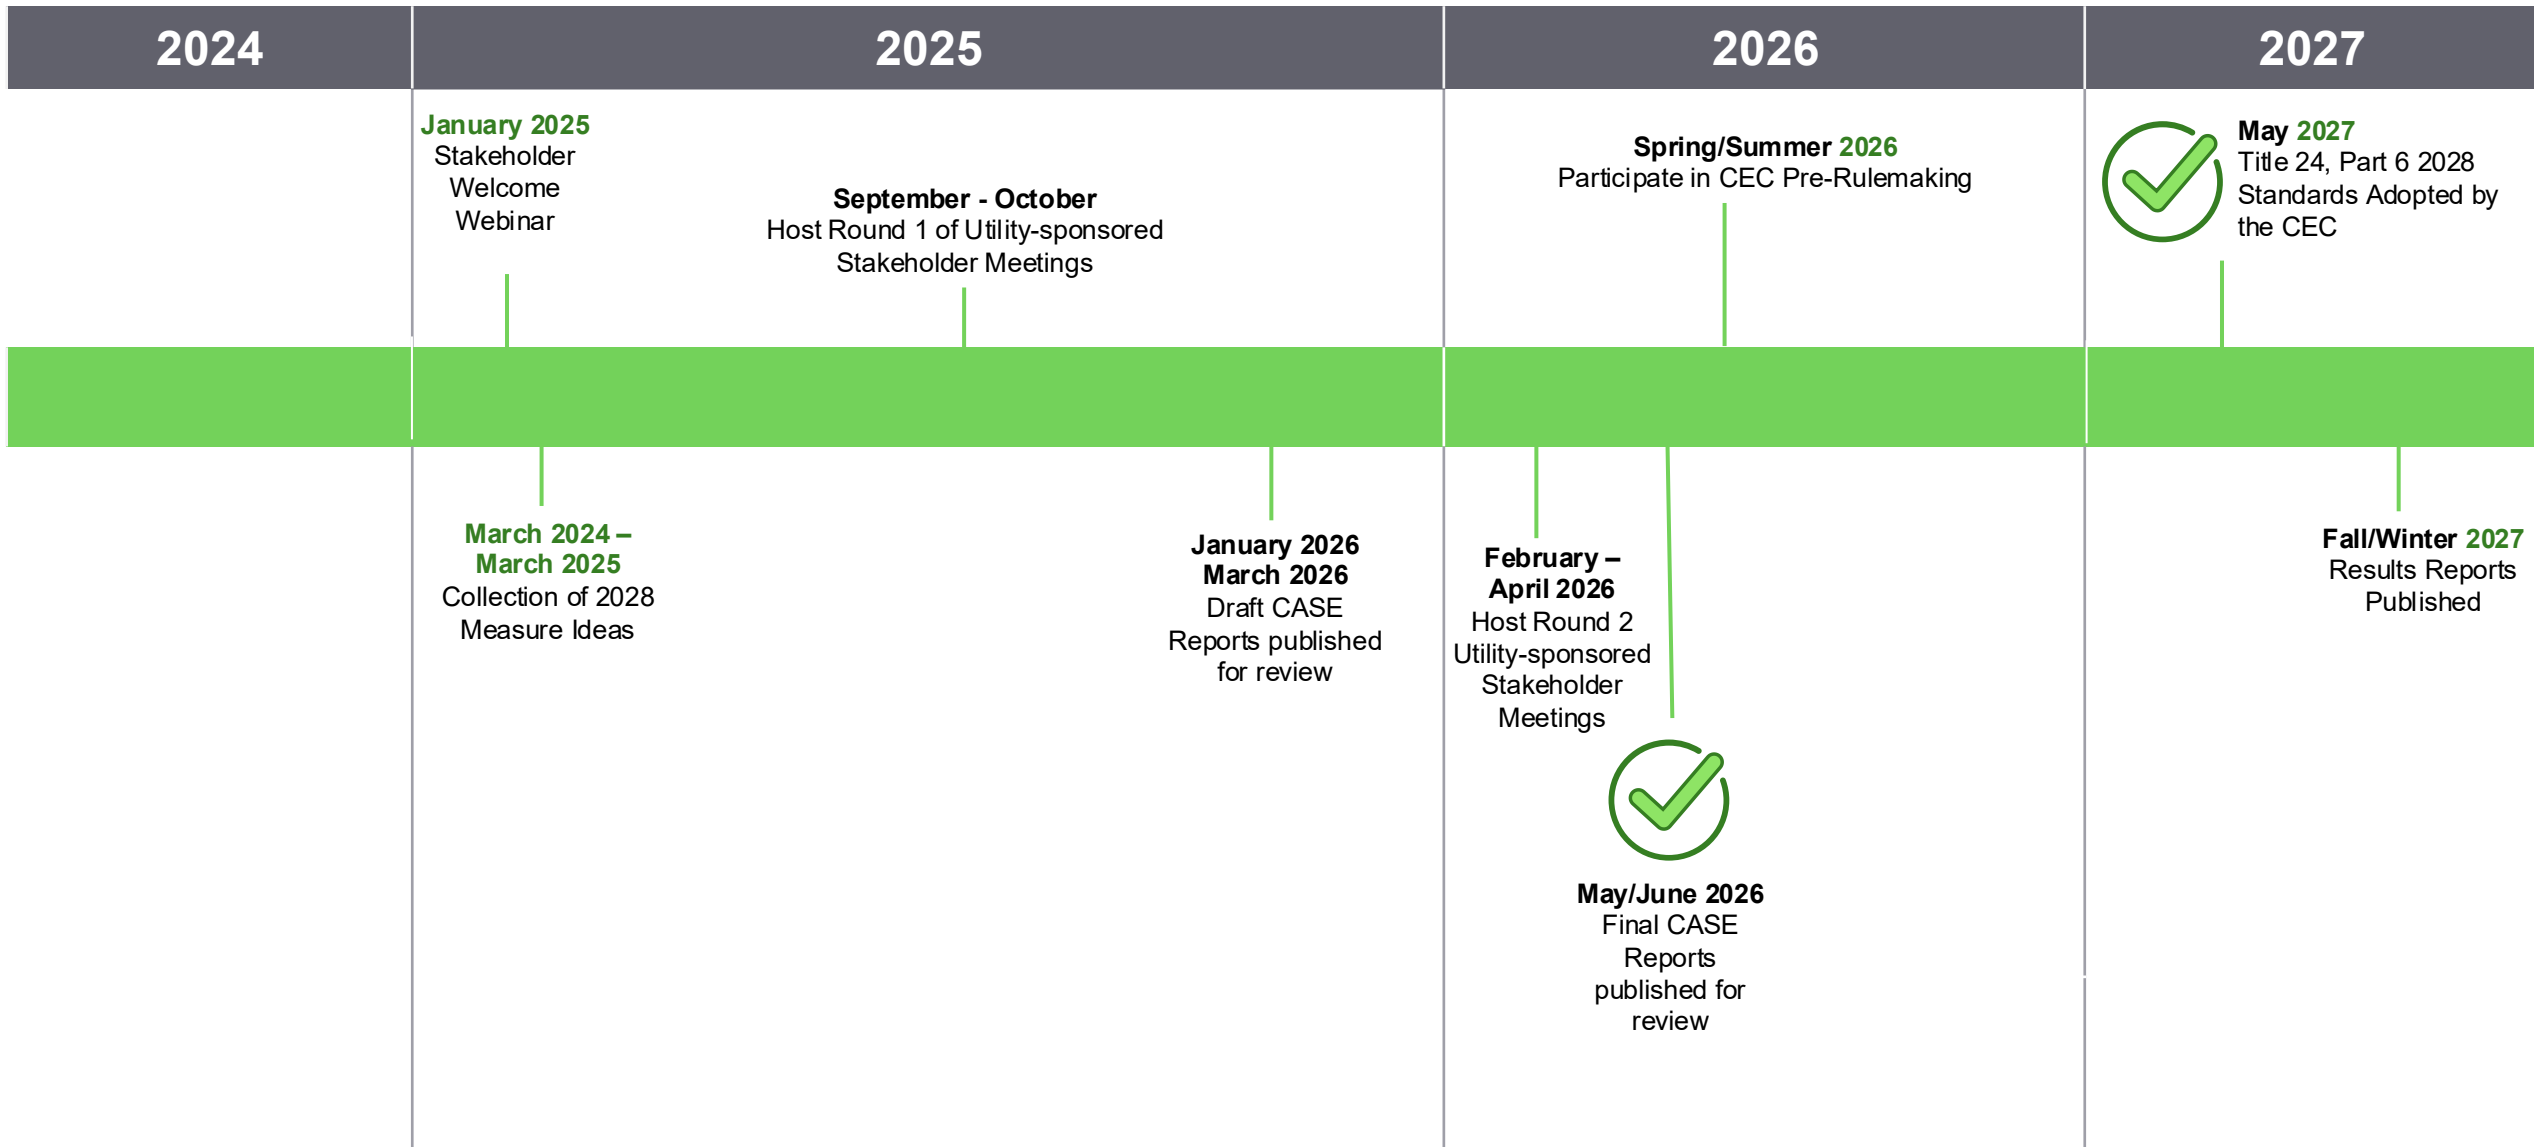 2024
2025
2026
2027
January 2025
Stakeholder
Welcome
Webinar
September - October
Host Round 1 of Utility-sponsored
Stakeholder Meetings
Spring/Summer 2026
Participate in CEC Pre-Rulemaking
May 2027
Title 24, Part 6 2028
Standards Adopted by
the CEC
March 2024 –
March 2025
Collection of 2028
Measure Ideas
January 2026
March 2026
Draft CASE
Reports published
for review
February –
April 2026
Host Round 2
Utility-sponsored
Stakeholder
Meetings
May/June 2026
Final CASE
Reports
published for
review
Fall/Winter 2027
Results Reports
Published